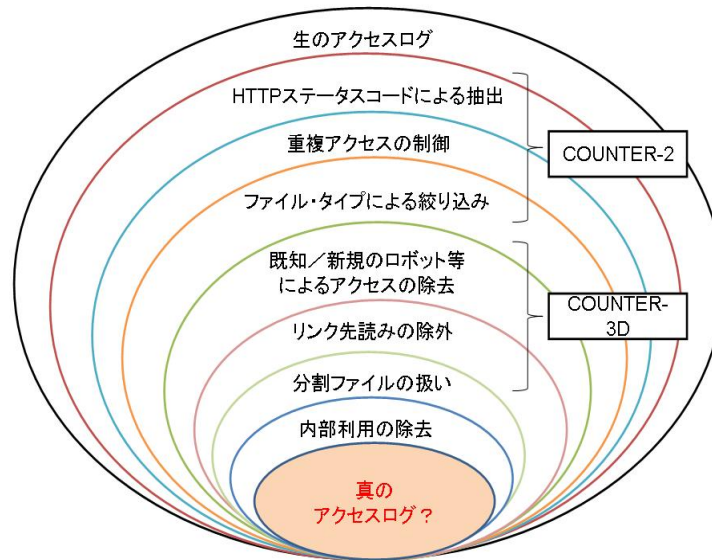 生のアクセスログ
HTTPステータスコードによる抽出
重複アクセスの制御
COUNTER-2
ファイル・タイプによる絞り込み
既知／新規のロボット等
によるアクセスの除去
COUNTER-
3D
リンク先読みの除外
分割ファイルの扱い
内部利用の除去
真の
アクセスログ？